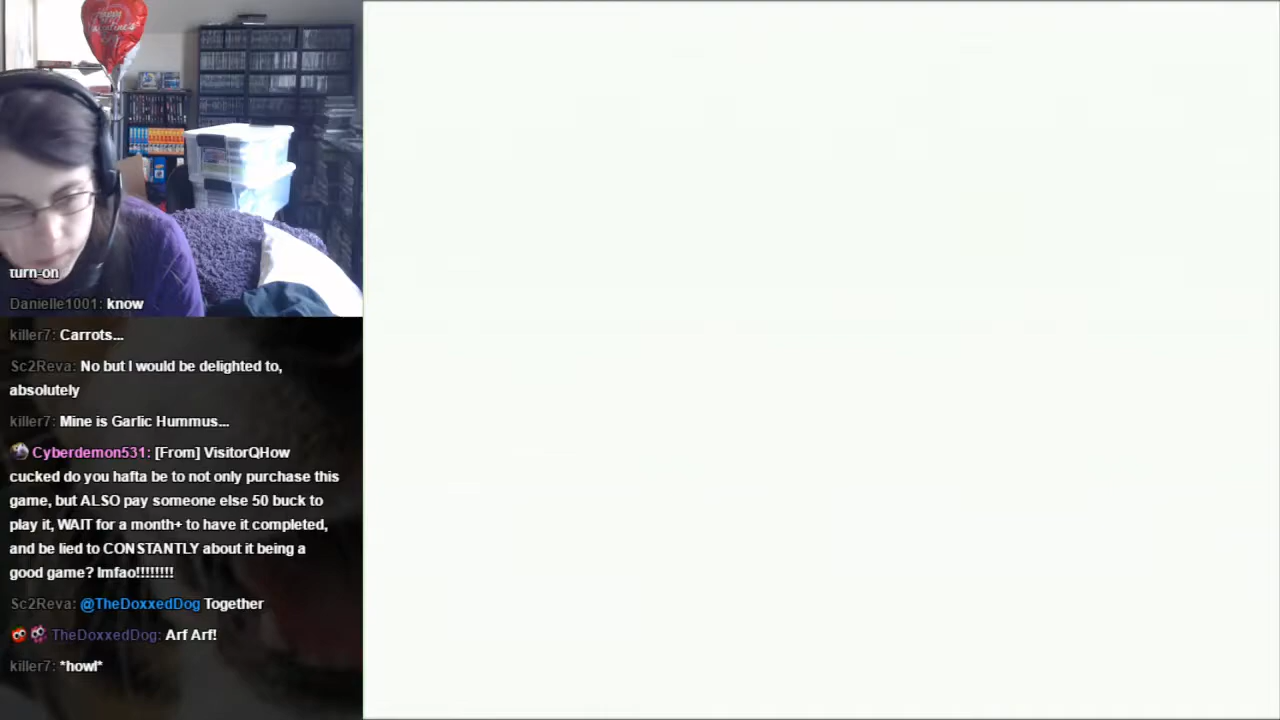 turn-on
Danielle1001: know
killer7: Carrots...
Sc2Reva: No but I would be delighted to,
absolutely
killer7: Mine is Garlic Hummus...
Cyberdemon531: [From] VisitorQHow
cucked do you hafta be to not only purchase this
game, but ALSO pay someone else 50 buck to
play it, WAIT for a month+ to have it completed,
and be lied to CONSTANTLY about it being a
good game? lmfao!!!!!!!!
Sc2Reva: @TheDoxxedDog Together
TheDoxxedDog: Arf Arf!
killer7: *howl*